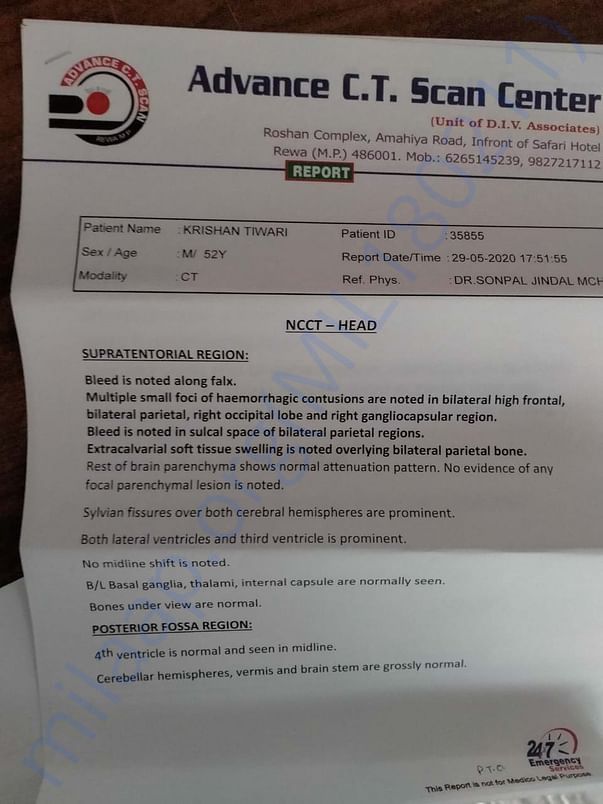 ADVANCE C.T. SCAN
REWA M.P.
Advance C.T. Scan Center
(Unit of D.I.V. Associates)
Roshan Complex, Amahiya Road, Infront of Safari Hotel
Rewa (M.P.) 486001. Mob.: 6265145239, 9827217112
REPORT
Patient Name : KRISHAN TIWARI Patient ID : 35855
Sex / Age : M/ 52Y Report Date/Time : 29-05-2020 17:51:55
Modality : CT Ref. Phys. : DR.SONPAL JINDAL MCH
NCCT – HEAD
SUPRATENTORIAL REGION:
Bleed is noted along falx.
Multiple small foci of haemorrhagic contusions are noted in bilateral high frontal,
bilateral parietal, right occipital lobe and right gangliocapsular region.
Bleed is noted in sulcal space of bilateral parietal regions.
Extracalvarial soft tissue swelling is noted overlying bilateral parietal bone.
Rest of brain parenchyma shows normal attenuation pattern. No evidence of any
focal parenchymal lesion is noted.
Sylvian fissures over both cerebral hemispheres are prominent.
Both lateral ventricles and third ventricle is prominent.
No midline shift is noted.
B/L Basal ganglia, thalami, internal capsule are normally seen.
Bones under view are normal.
POSTERIOR FOSSA REGION:
4th ventricle is normal and seen in midline.
Cerebellar hemispheres, vermis and brain stem are grossly normal.
P.T.O
24x7
Emergency
Services
This Report is not for Medico Legal Purpose